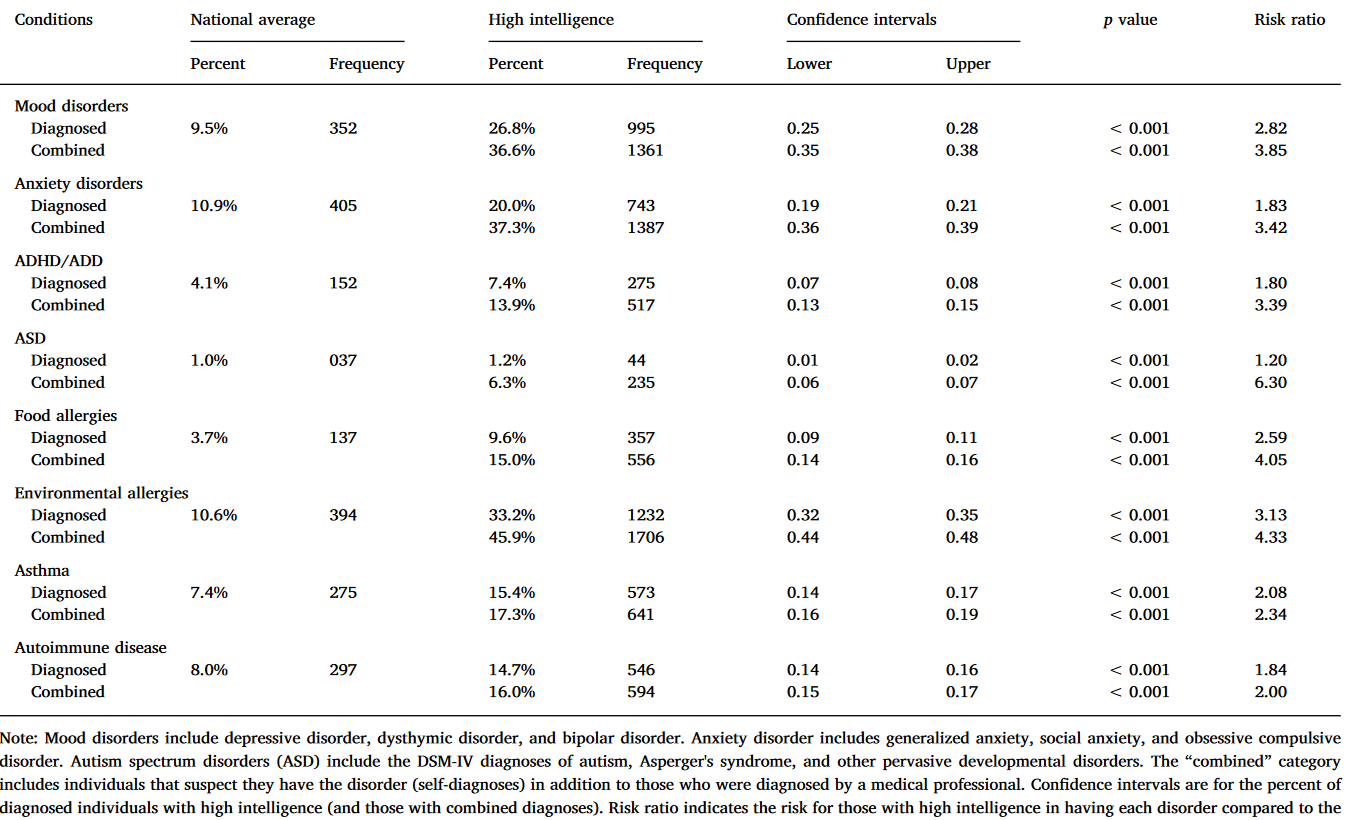 Conditions National average High intelligence Confidence intervals p value Risk ratio
Percent Frequency Percent Frequency Lower Upper
Mood disorders
Diagnosed 9.5% 352 26.8% 995 0.25 0.28 < 0.001 2.82
Combined 36.6% 1361 0.35 0.38 < 0.001 3.85
Anxiety disorders
Diagnosed 10.9% 405 20.0% 743 0.19 0.21 < 0.001 1.83
Combined 37.3% 1387 0.36 0.39 < 0.001 3.42
ADHD/ADD
Diagnosed 4.1% 152 7.4% 275 0.07 0.08 < 0.001 1.80
Combined 13.9% 517 0.13 0.15 < 0.001 3.39
ASD
Diagnosed 1.0% 037 1.2% 44 0.01 0.02 < 0.001 1.20
Combined 6.3% 235 0.06 0.07 < 0.001 6.30
Food allergies
Diagnosed 3.7% 137 9.6% 357 0.09 0.11 < 0.001 2.59
Combined 15.0% 556 0.14 0.16 < 0.001 4.05
Environmental allergies
Diagnosed 10.6% 394 33.2% 1232 0.32 0.35 < 0.001 3.13
Combined 45.9% 1706 0.44 0.48 < 0.001 4.33
Asthma
Diagnosed 7.4% 275 15.4% 573 0.14 0.17 < 0.001 2.08
Combined 17.3% 641 0.16 0.19 < 0.001 2.34
Autoimmune disease
Diagnosed 8.0% 297 14.7% 546 0.14 0.16 < 0.001 1.84
Combined 16.0% 594 0.15 0.17 < 0.001 2.00
Note: Mood disorders include depressive disorder, dysthymic disorder, and bipolar disorder. Anxiety disorder includes generalized anxiety, social anxiety, and obsessive compulsive
disorder. Autism spectrum disorders (ASD) include the DSM-IV diagnoses of autism, Asperger's syndrome, and other pervasive developmental disorders. The “combined” category
includes individuals that suspect they have the disorder (self-diagnoses) in addition to those who were diagnosed by a medical professional. Confidence intervals are for the percent of
diagnosed individuals with high intelligence (and those with combined diagnoses). Risk ratio indicates the risk for those with high intelligence in having each disorder compared to the